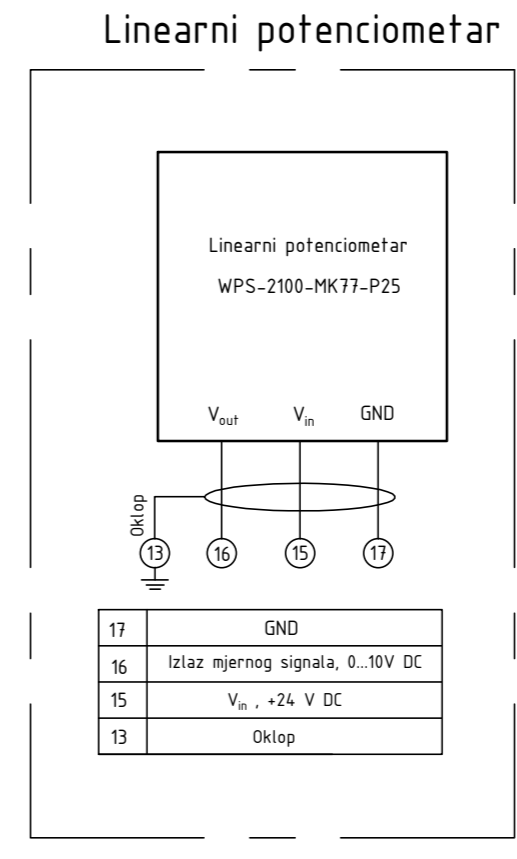 Linearni potenciometar
Linearni potenciometar
WPS-2100-MK77-P25
Vout Vin GND
Oklop
13 16 15 17
17 GND
16 Izlaz mjernog signala, 0...10V DC
15 Vin , +24 V DC
13 Oklop